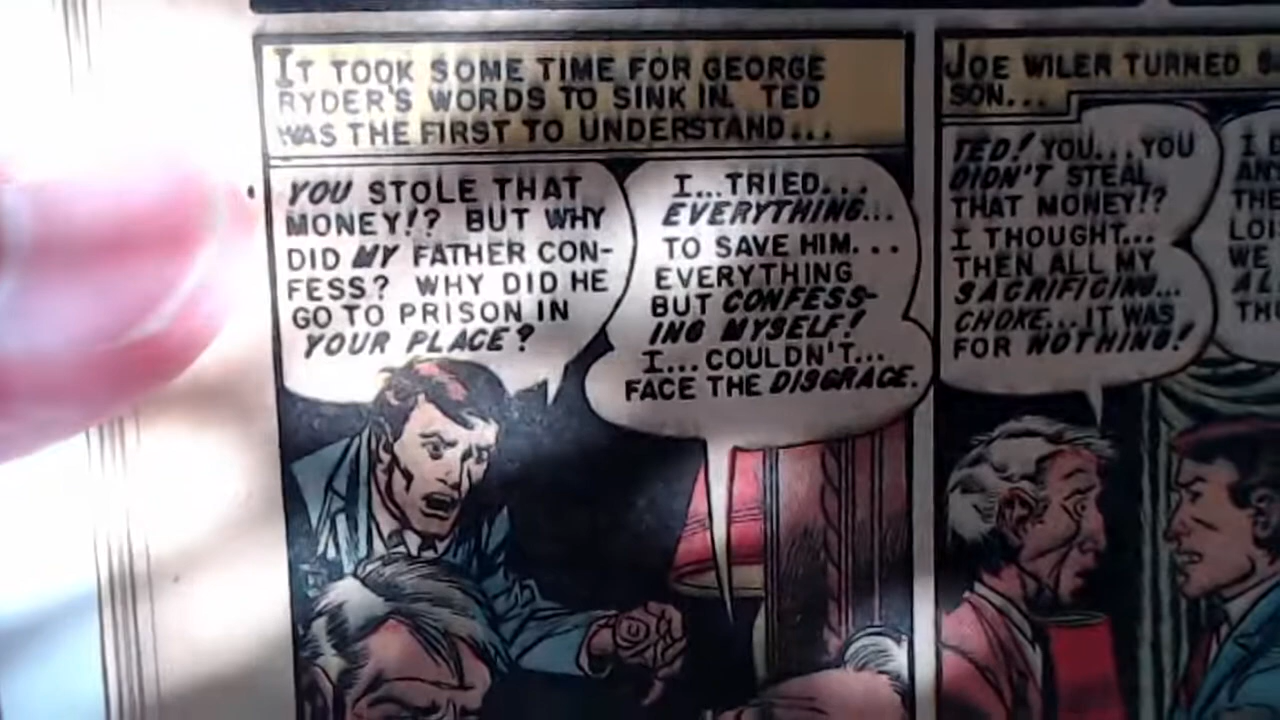 IT TOOK SOME TIME FOR GEORGE
RYDER'S WORDS TO SINK IN. TED
WAS THE FIRST TO UNDERSTAND...
YOU STOLE THAT
MONEY!? BUT WHY
DID MY FATHER CON-
FESS? WHY DID HE
GO TO PRISON IN
YOUR PLACE?
I...TRIED...
EVERYTHING...
TO SAVE HIM...
EVERYTHING
BUT CONFESS-
ING MYSELF!
I...COULDN'T...
FACE THE DISGRACE.
JOE WILER TURNED
SON...
TED! YOU...YOU
DIDN'T STEAL
THAT MONEY!?
I THOUGHT...
THEN ALL MY
SACRIFICING...
CHOKE...IT WAS
FOR NOTHING!
I
WE